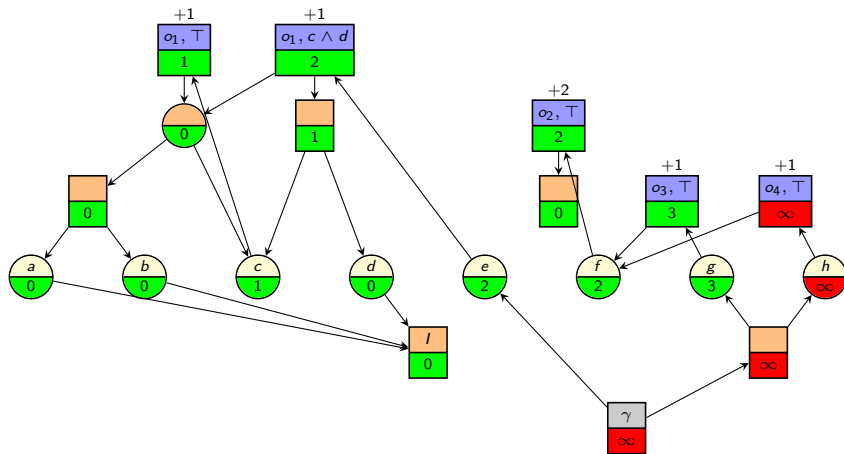 +1
+1
o₁, ⊤
o₁, c ∧ d
1
2
+2
0
1
o₂, ⊤
2
+1
+1
0
0
o₃, ⊤
o₄, ⊤
3
∞
a
b
c
d
e
f
g
h
0
0
1
0
2
2
3
∞
I
0
∞
γ
∞